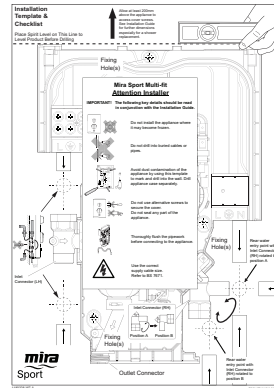 Installation
Template &
Checklist
Place Spirit Level on This Line to
Level Product Before Drilling
Allow at least 200mm
above the appliance to
access cover screws.
See Installation Guide
for further dimensions
especially for a shower
replacement.
Fixing
Hole(s)
Mira Sport Multi-fit
Attention Installer
IMPORTANT! The following key details should be read
in conjunction with the Installation Guide.
Do not install the appliance where
it may become frozen.
Do not drill into buried cables or
pipes.
Avoid dust contamination of the
appliance by using this template
to mark and drill into the wall. Drill
appliance case separately.
Do not use alternative screws to
secure the cover.
Do not seal any part of the
appliance.
Thoroughly flush the pipework
before connecting to the appliance.
Use the correct
supply cable size.
Refer to BS 7671.
Fixing
Hole(s)
Rear water
entry point with
Inlet Connector
(RH) rotated to
position A
Inlet
Connector (LH)
Inlet Connector (RH)
Position A
Position B
Fixing
Hole(s)
Outlet Connector
Rear water
entry point with
Inlet Connector
(RH) rotated to
position B
mira
Sport